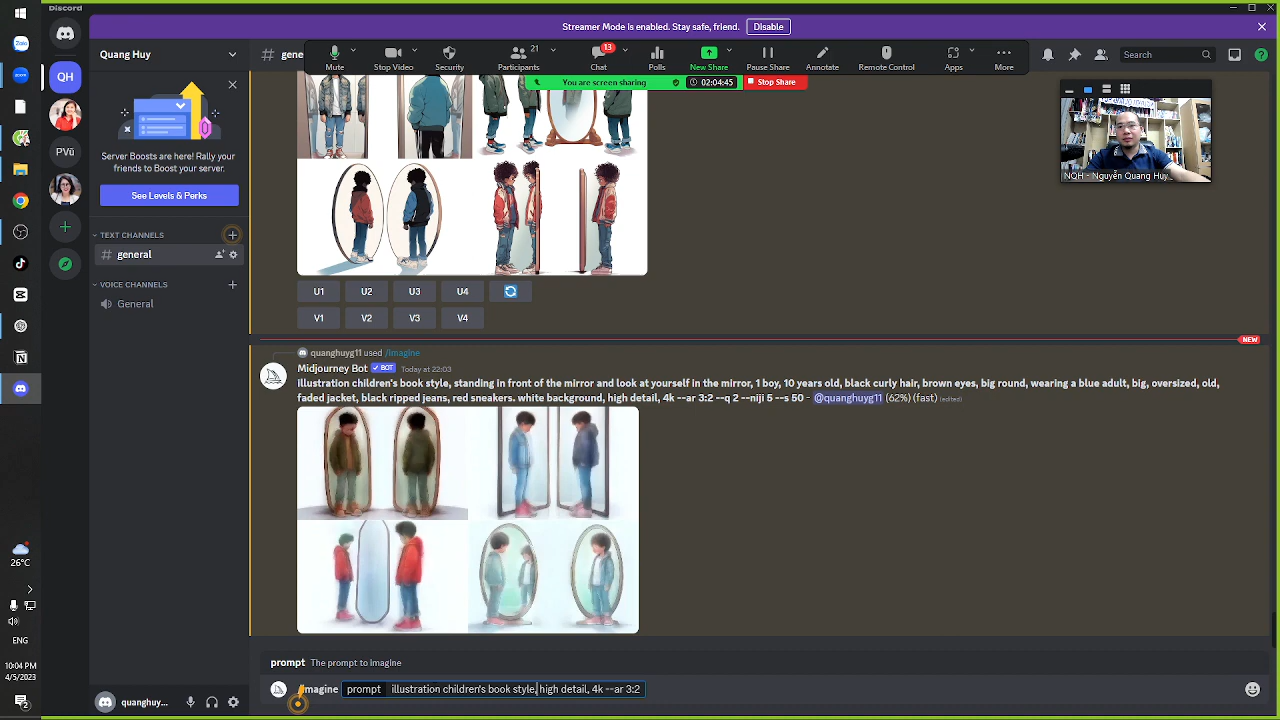 Discord
Streamer Mode is enabled. Stay safe, friend.
Disable
Quang Huy
# gene
Mute
Stop Video
Security
21
Participants
13
Chat
Polls
New Share
Pause Share
Annotate
Remote Control
Apps
More
Search
You are screen sharing
02:04:45
Stop Share
Zalo
zoom
QH
PVũ
Server Boosts are here! Rally your
friends to Boost your server.
See Levels & Perks
TEXT CHANNELS
# general
VOICE CHANNELS
General
NQH - Nguyễn Quang Huy...
U1 U2 U3 U4
V1 V2 V3 V4
NEW
quanghuyg11 used /imagine
Midjourney Bot ✓ BOT Today at 22:03
illustration children's book style, standing in front of the mirror and look at yourself in the mirror, 1 boy, 10 years old, black curly hair, brown eyes, big round, wearing a blue adult, big, oversized, old,
faded jacket, black ripped jeans, red sneakers. white background, high detail, 4k --ar 3:2 --q 2 --niji 5 --s 50 - @quanghuyg11 (62%) (fast) (edited)
prompt The prompt to imagine
/imagine prompt illustration children's book style, high detail, 4k --ar 3:2
quanghuy...
26°C
ENG
10:04 PM
4/5/2023
2